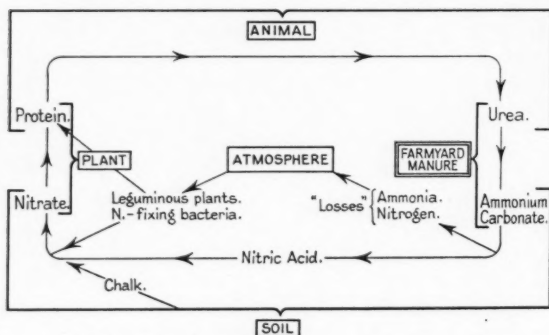 ANIMAL
Protein.
Urea.
PLANT
ATMOSPHERE
FARMYARD
MANURE
Nitrate.
Leguminous plants.
N.-fixing bacteria.
"Losses"
Ammonia.
Nitrogen.
Ammonium
Carbonate.
Nitric Acid.
Chalk.
SOIL